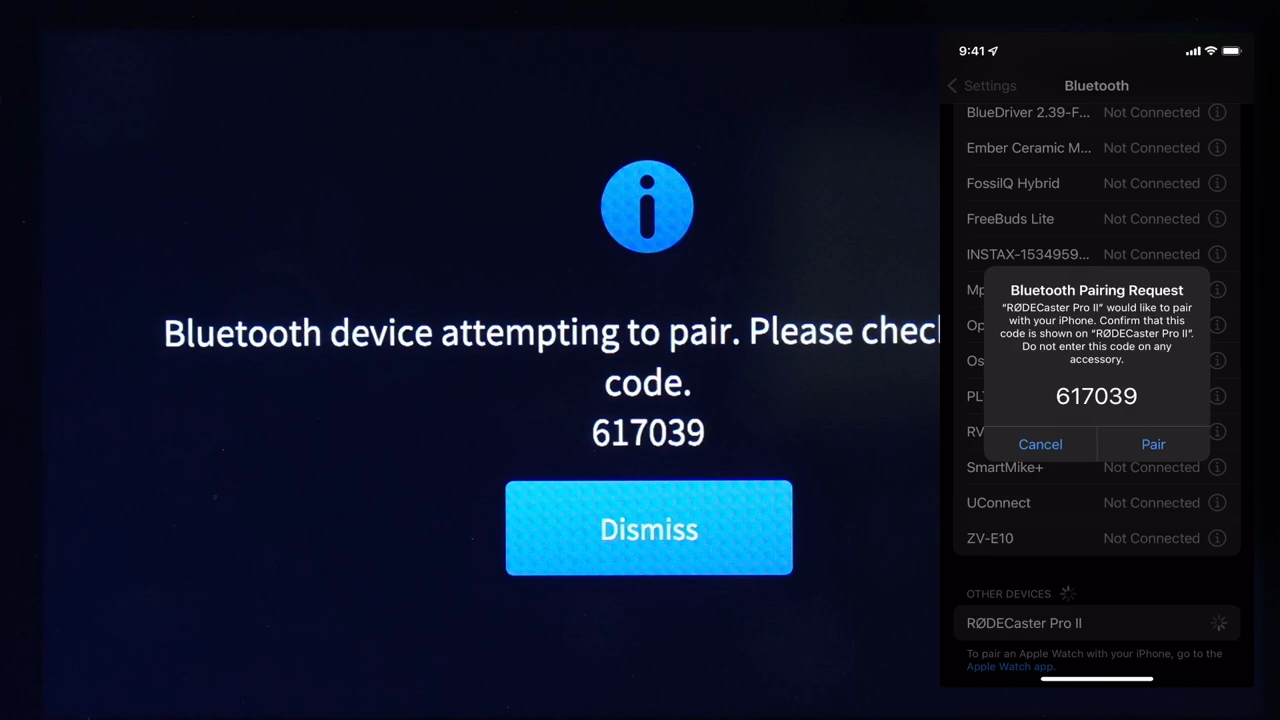 Bluetooth device attempting to pair. Please
code.
617039
Dismiss
9:41
Settings
Bluetooth
BlueDriver 2.39-F... Not Connected
Ember Ceramic M... Not Connected
FossilQ Hybrid Not Connected
FreeBuds Lite Not Connected
INSTAX-1534959... Not Connected
Bluetooth Pairing Request
“RØDECaster Pro II” would like to pair
with your iPhone. Confirm that this
code is shown on “RØDECaster Pro II”.
Do not enter this code on any
accessory.
617039
Cancel
Pair
SmartMike+ Not Connected
UConnect Not Connected
ZV-E10 Not Connected
OTHER DEVICES
RØDECaster Pro II
To pair an Apple Watch with your iPhone, go to the
Apple Watch app.